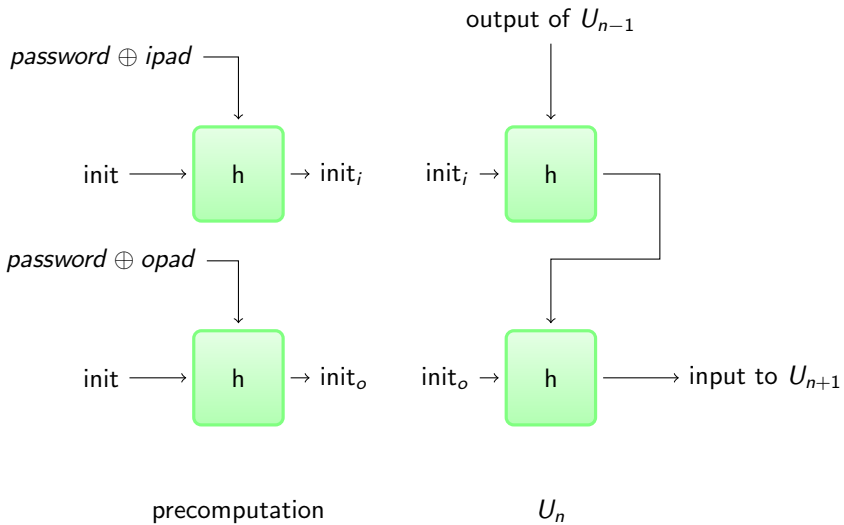 output of U_{n−1}
password ⊕ ipad
init
h
init_i
init_i
h
password ⊕ opad
init
h
init_o
init_o
h
input to U_{n+1}
precomputation
U_n